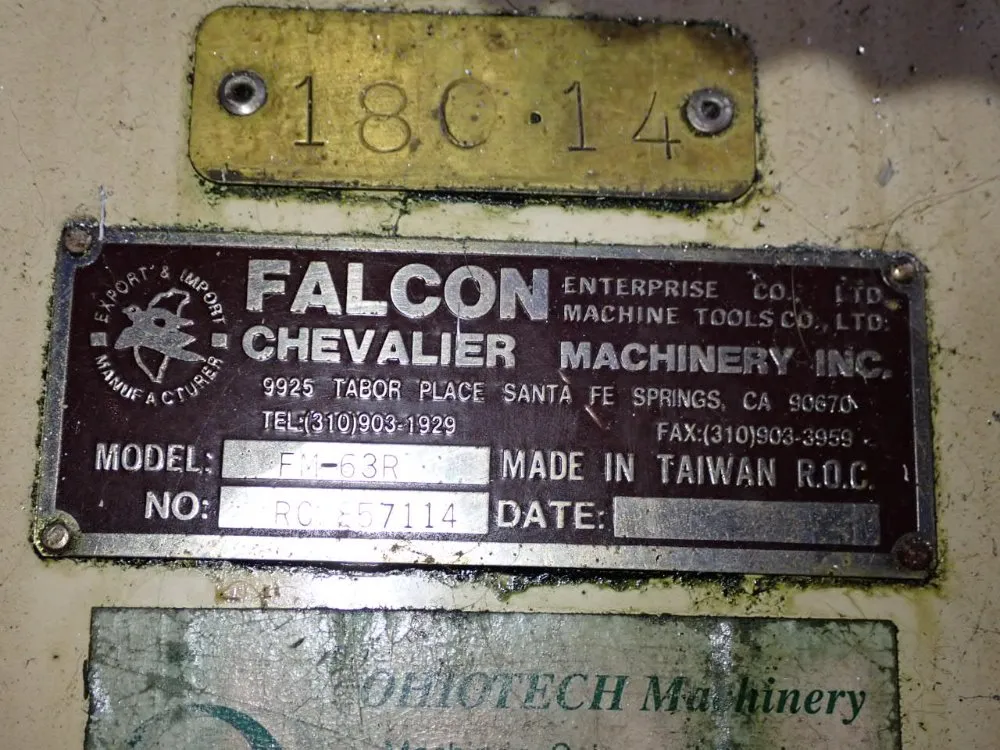 18C·14
EXPORT & IMPORT
MANUFACTURER
FALCON
ENTERPRISE CO., LTD.
MACHINE TOOLS CO., LTD.
CHEVALIER MACHINERY INC.
9925 TABOR PLACE SANTA FE SPRINGS, CA 90670
TEL:(310)903-1929
FAX:(310)903-3959
MODEL: FM-63R MADE IN TAIWAN R.O.C.
NO: DATE:
OHIOTECH Machinery